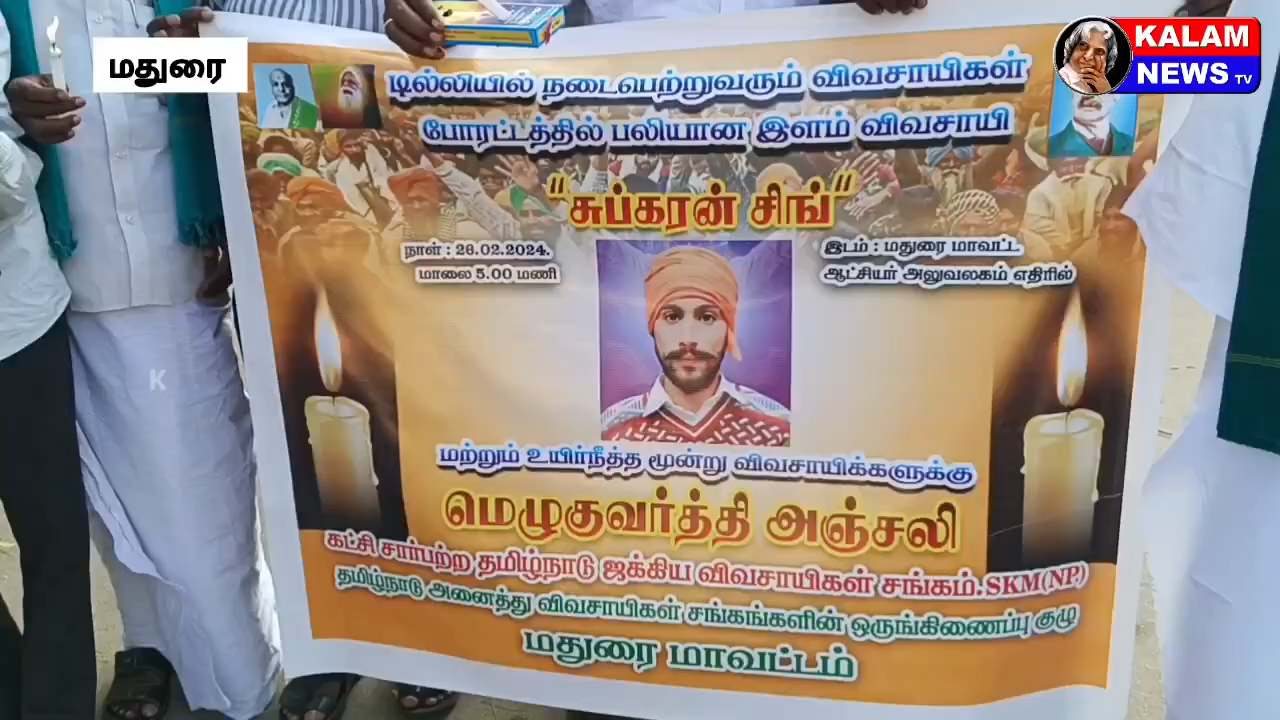 மதுரை
KALAM
NEWS TV
டில்லியில் நடைபெற்றுவரும் விவசாயிகள்
போரட்டத்தில் பலியான இளம் விவசாயி
"சுப்கரன் சிங்"
நாள் : 26.02.2024.
மாலை 5.00 மணி
இடம் : மதுரை மாவட்ட
ஆட்சியர் அலுவலகம் எதிரில்
மற்றும் உயிர்நீத்த மூன்று விவசாயிக்களுக்கு
மெழுகுவர்த்தி அஞ்சலி
கட்சி சார்பற்ற தமிழ்நாடு ஐக்கிய விவசாயிகள் சங்கம்.SKM(NP)
தமிழ்நாடு அனைத்து விவசாயிகள் சங்கங்களின் ஒருங்கிணைப்பு குழு
மதுரை மாவட்டம்
K